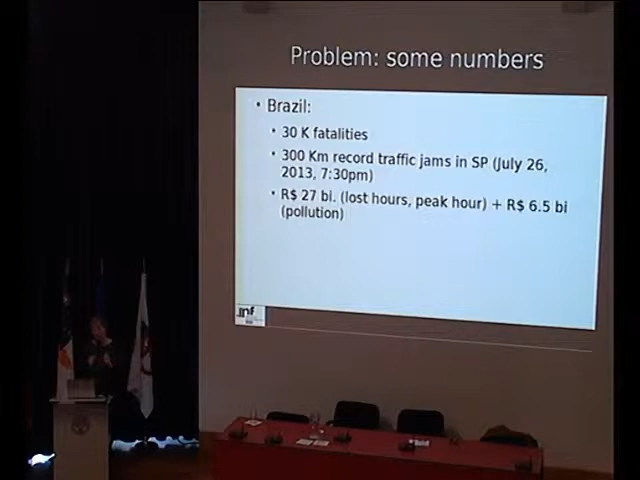 Problem: some numbers
• Brazil:
• 30 K fatalities
• 300 Km record traffic jams in SP (July 26,
2013, 7:30pm)
• R$ 27 bi. (lost hours, peak hour) + R$ 6.5 bi
(pollution)
inf